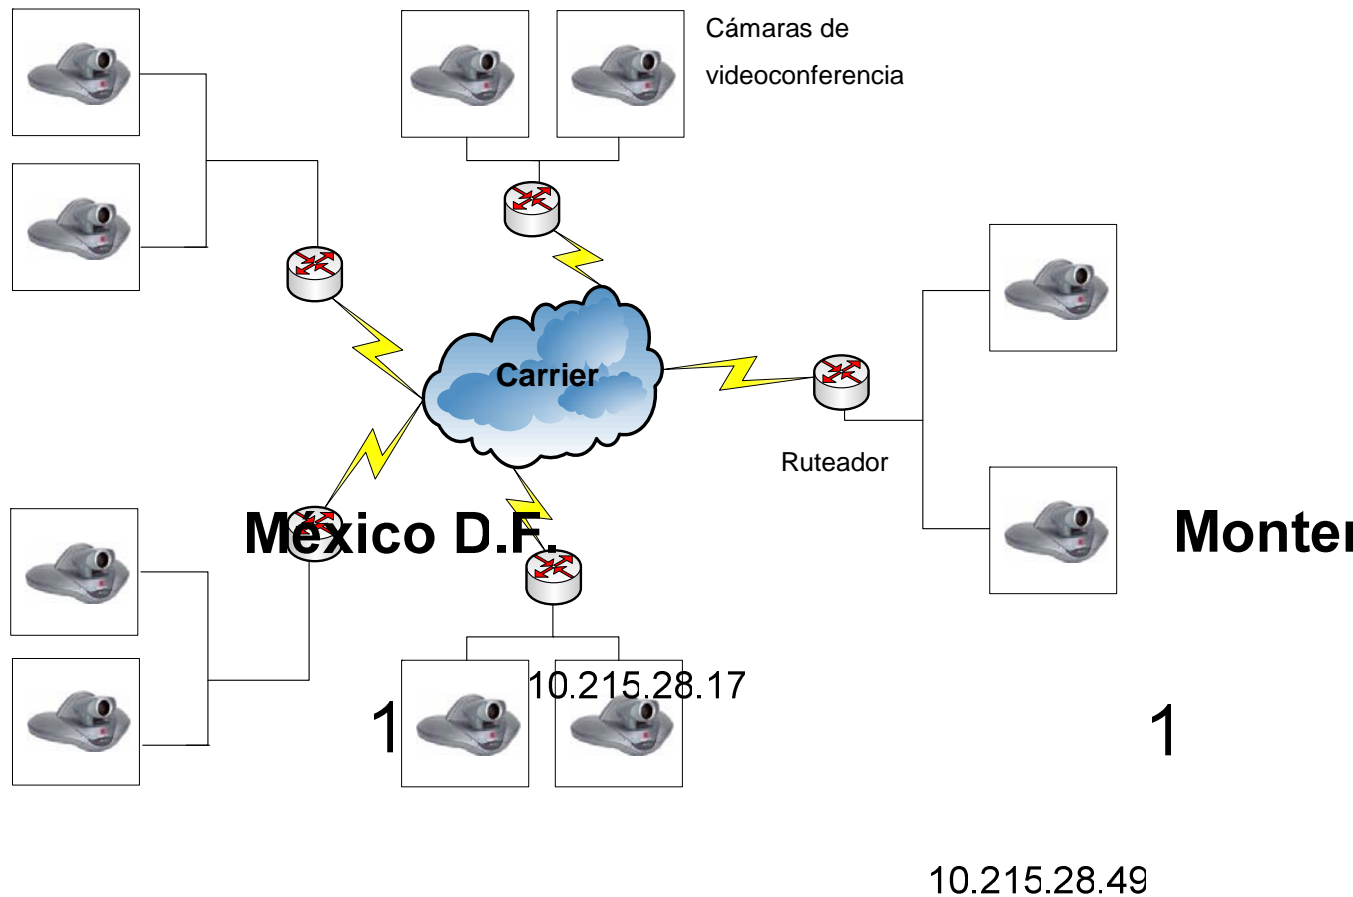 Cámaras de
videoconferencia
Carrier
Ruteador
México D.F.
Monter
10.215.28.17
1
1
10.215.28.49